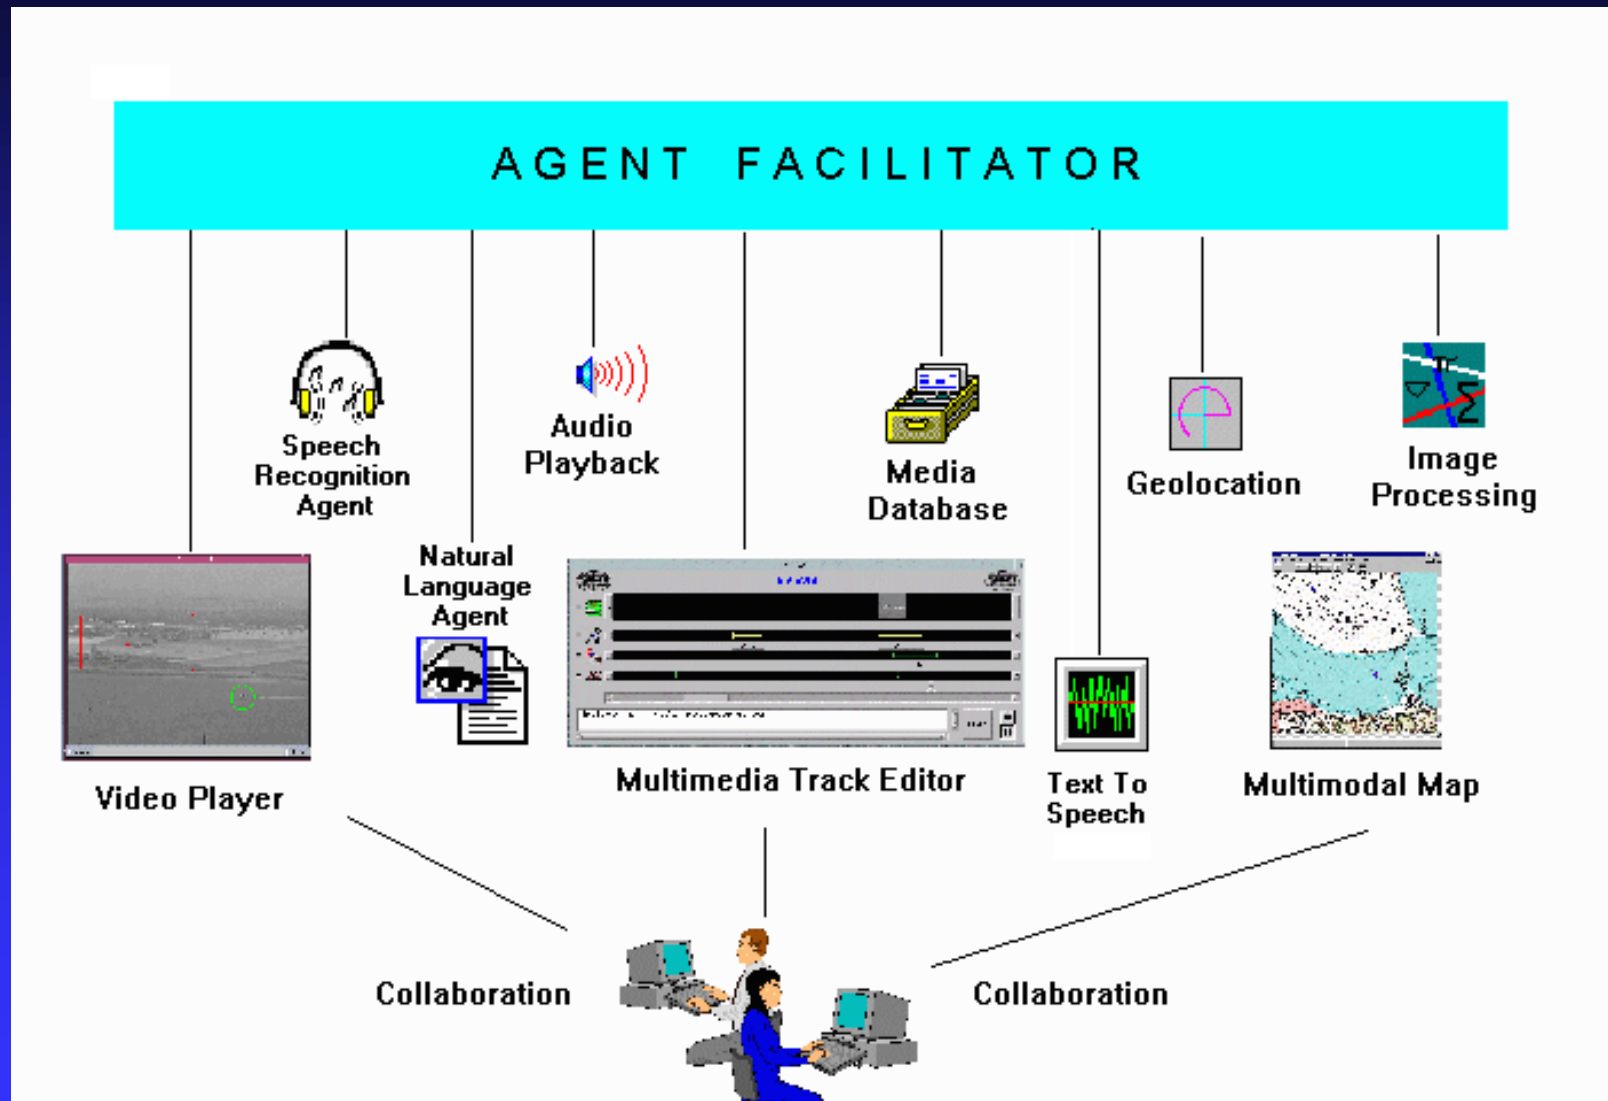 AGENT FACILITATOR
Speech
Recognition
Agent
Audio
Playback
Media
Database
Geolocation
Image
Processing
Natural
Language
Agent
Video Player
Multimedia Track Editor
Text To
Speech
Multimodal Map
Collaboration
Collaboration